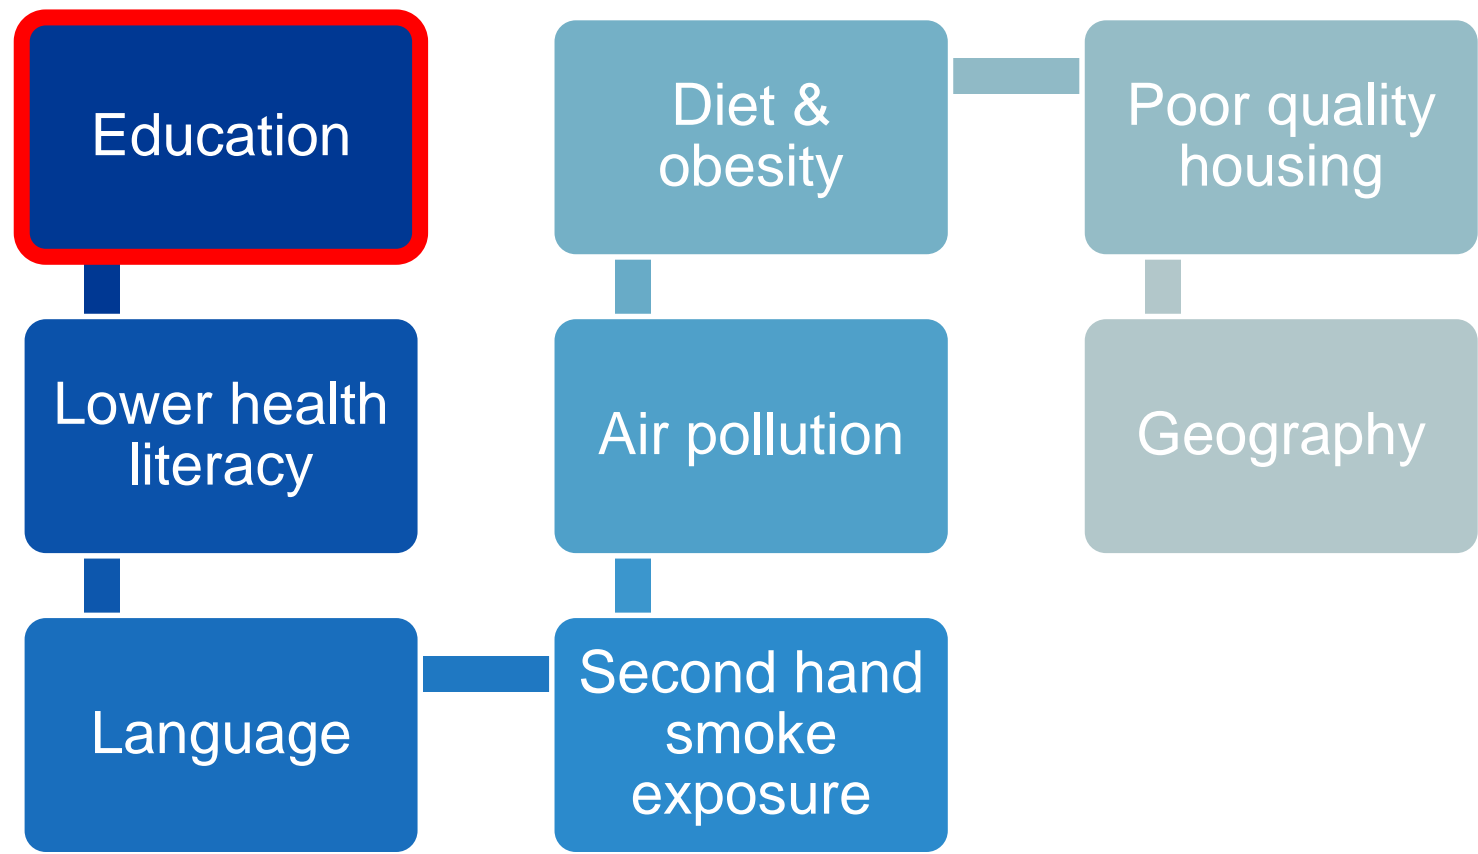 Education
Lower health
literacy
Language
Second hand
smoke
exposure
Air pollution
Diet &
obesity
Poor quality
housing
Geography